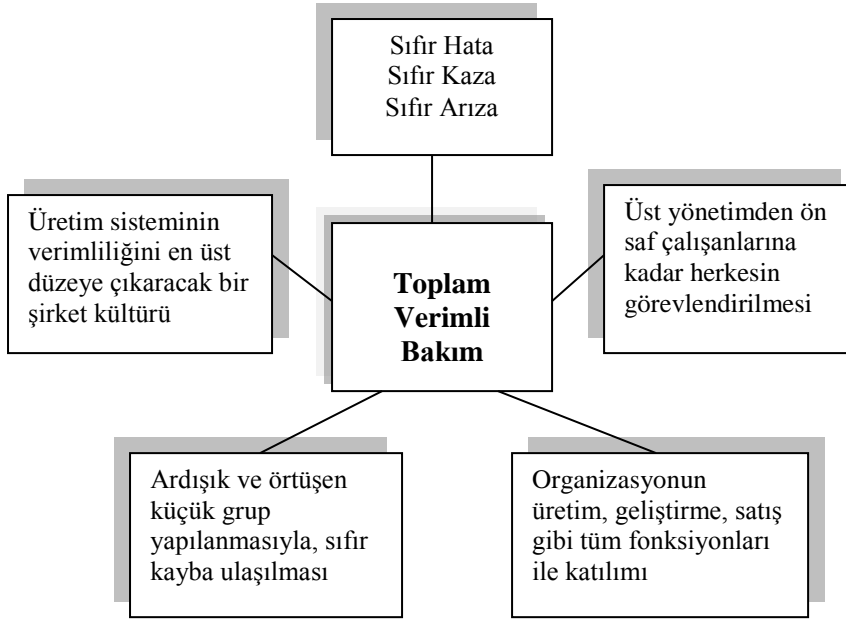 Sıfır Hata
Sıfır Kaza
Sıfır Arıza
Üretim sisteminin
verimliliğini en üst
düzeye çıkaracak bir
şirket kültürü
Toplam
Verimli
Bakım
Üst yönetimden ön
saf çalışanlarına
kadar herkesin
görevlendirilmesi
Ardışık ve örtüşen
küçük grup
yapılanmasıyla, sıfır
kayba ulaşılması
Organizasyonun
üretim, geliştirme, satış
gibi tüm fonksiyonları
ile katılımı